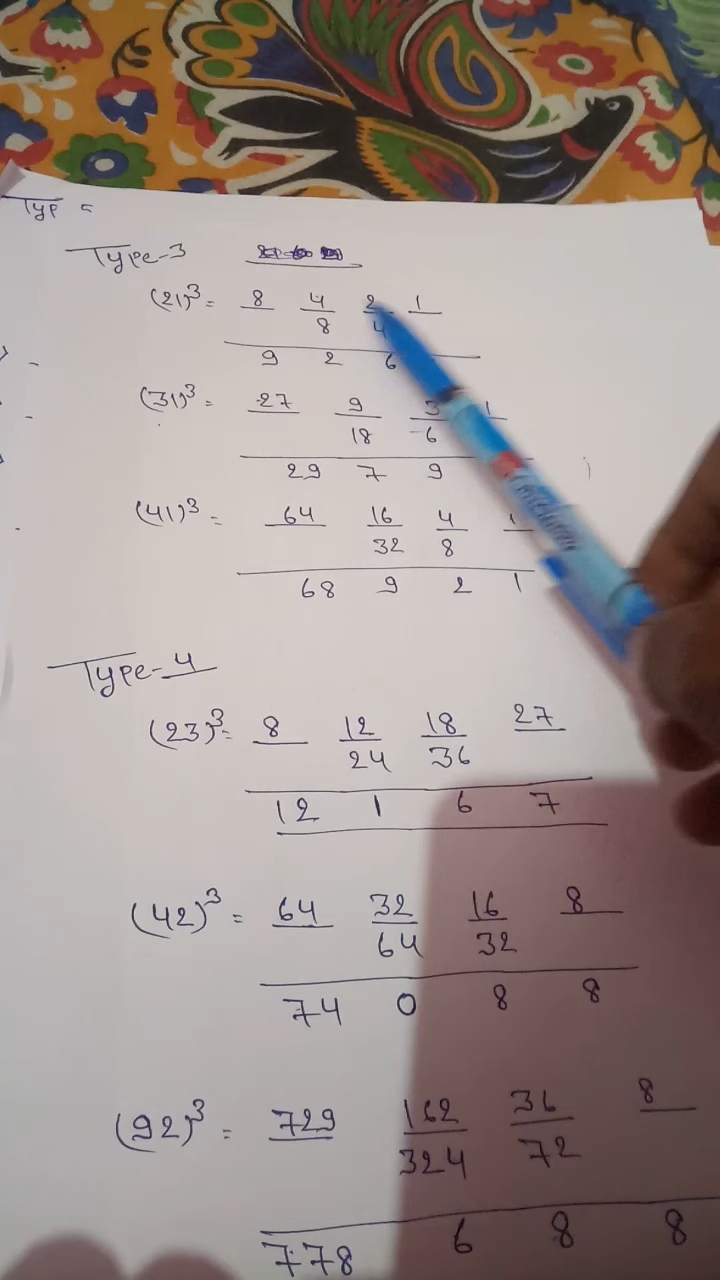 Typ 5
Type-3
(21)³ = 8 4 2 1
8 4
9 2 6
(31)³ = 27 9 3 1
18 6
29 7 9
(41)³ = 64 16 4 1
32 8
68 9 2 1
Type-4
(23)³ = 8 12 18 27
24 36
12 1 6 7
(42)³ = 64 32 16 8
64 32
74 0 8 8
(92)³ = 729 162 36 8
324 72
778 6 8 8